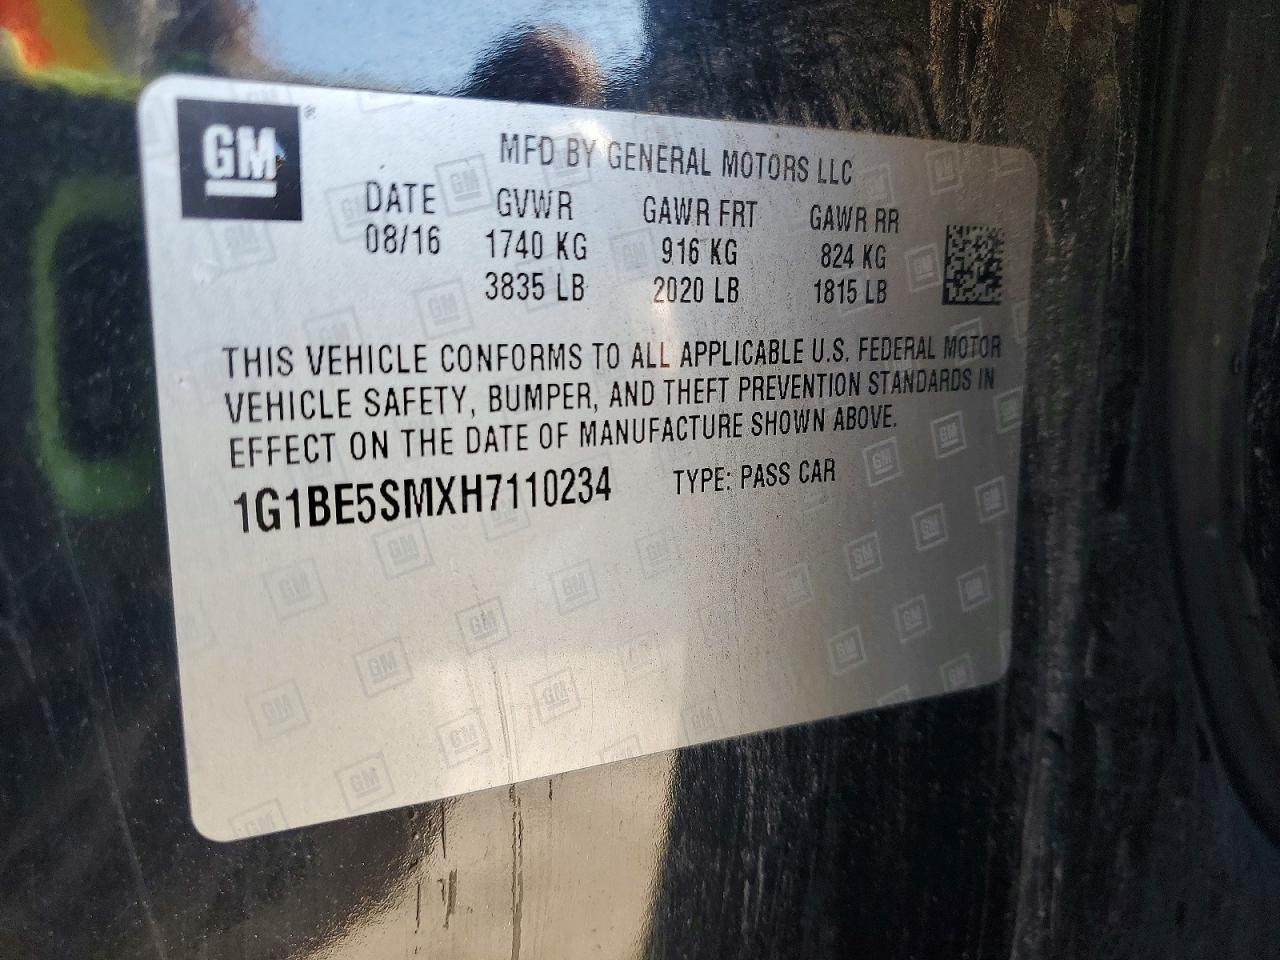 GM
MFD BY GENERAL MOTORS LLC
DATE GVWR GAWR FRT GAWR RR
08/16 1740 KG 916 KG 824 KG
3835 LB 2020 LB 1815 LB
THIS VEHICLE CONFORMS TO ALL APPLICABLE U.S. FEDERAL MOTOR
VEHICLE SAFETY, BUMPER, AND THEFT PREVENTION STANDARDS IN
EFFECT ON THE DATE OF MANUFACTURE SHOWN ABOVE.
1G1BE5SMXH7110234 TYPE: PASS CAR